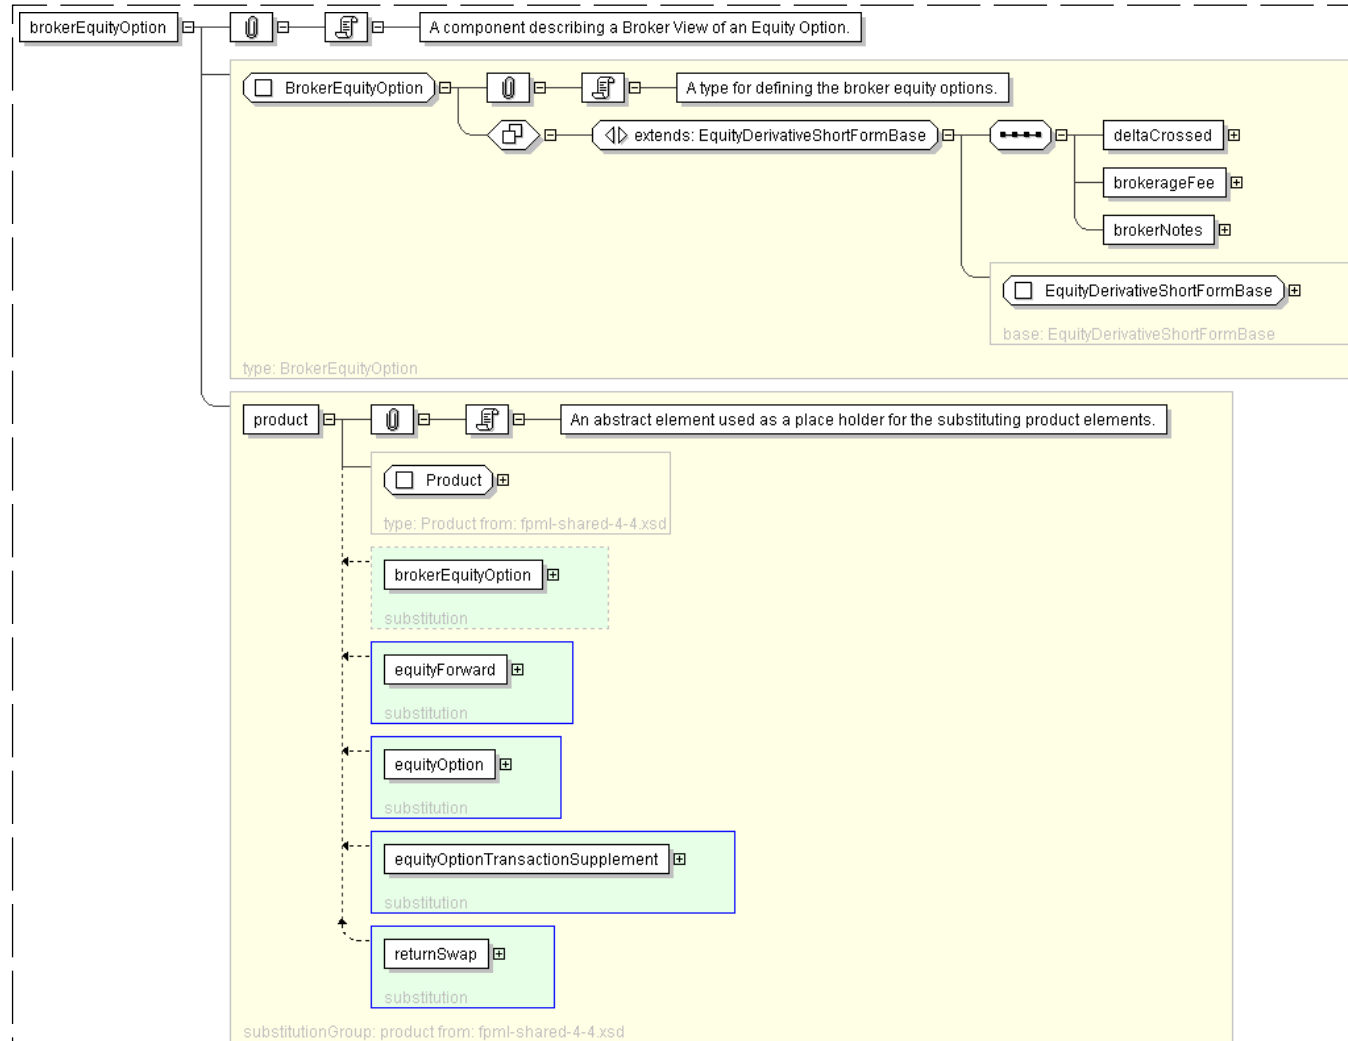 brokerEquityOption
A component describing a Broker View of an Equity Option.
BrokerEquityOption
A type for defining the broker equity options.
extends: EquityDerivativeShortFormBase
deltaCrossed
brokerageFee
brokerNotes
EquityDerivativeShortFormBase
base: EquityDerivativeShortFormBase
type: BrokerEquityOption
product
An abstract element used as a place holder for the substituting product elements.
Product
type: Product from: fpml-shared-4-4.xsd
brokerEquityOption
substitution
equityForward
substitution
equityOption
substitution
equityOptionTransactionSupplement
substitution
returnSwap
substitution
substitutionGroup: product from: fpml-shared-4-4.xsd